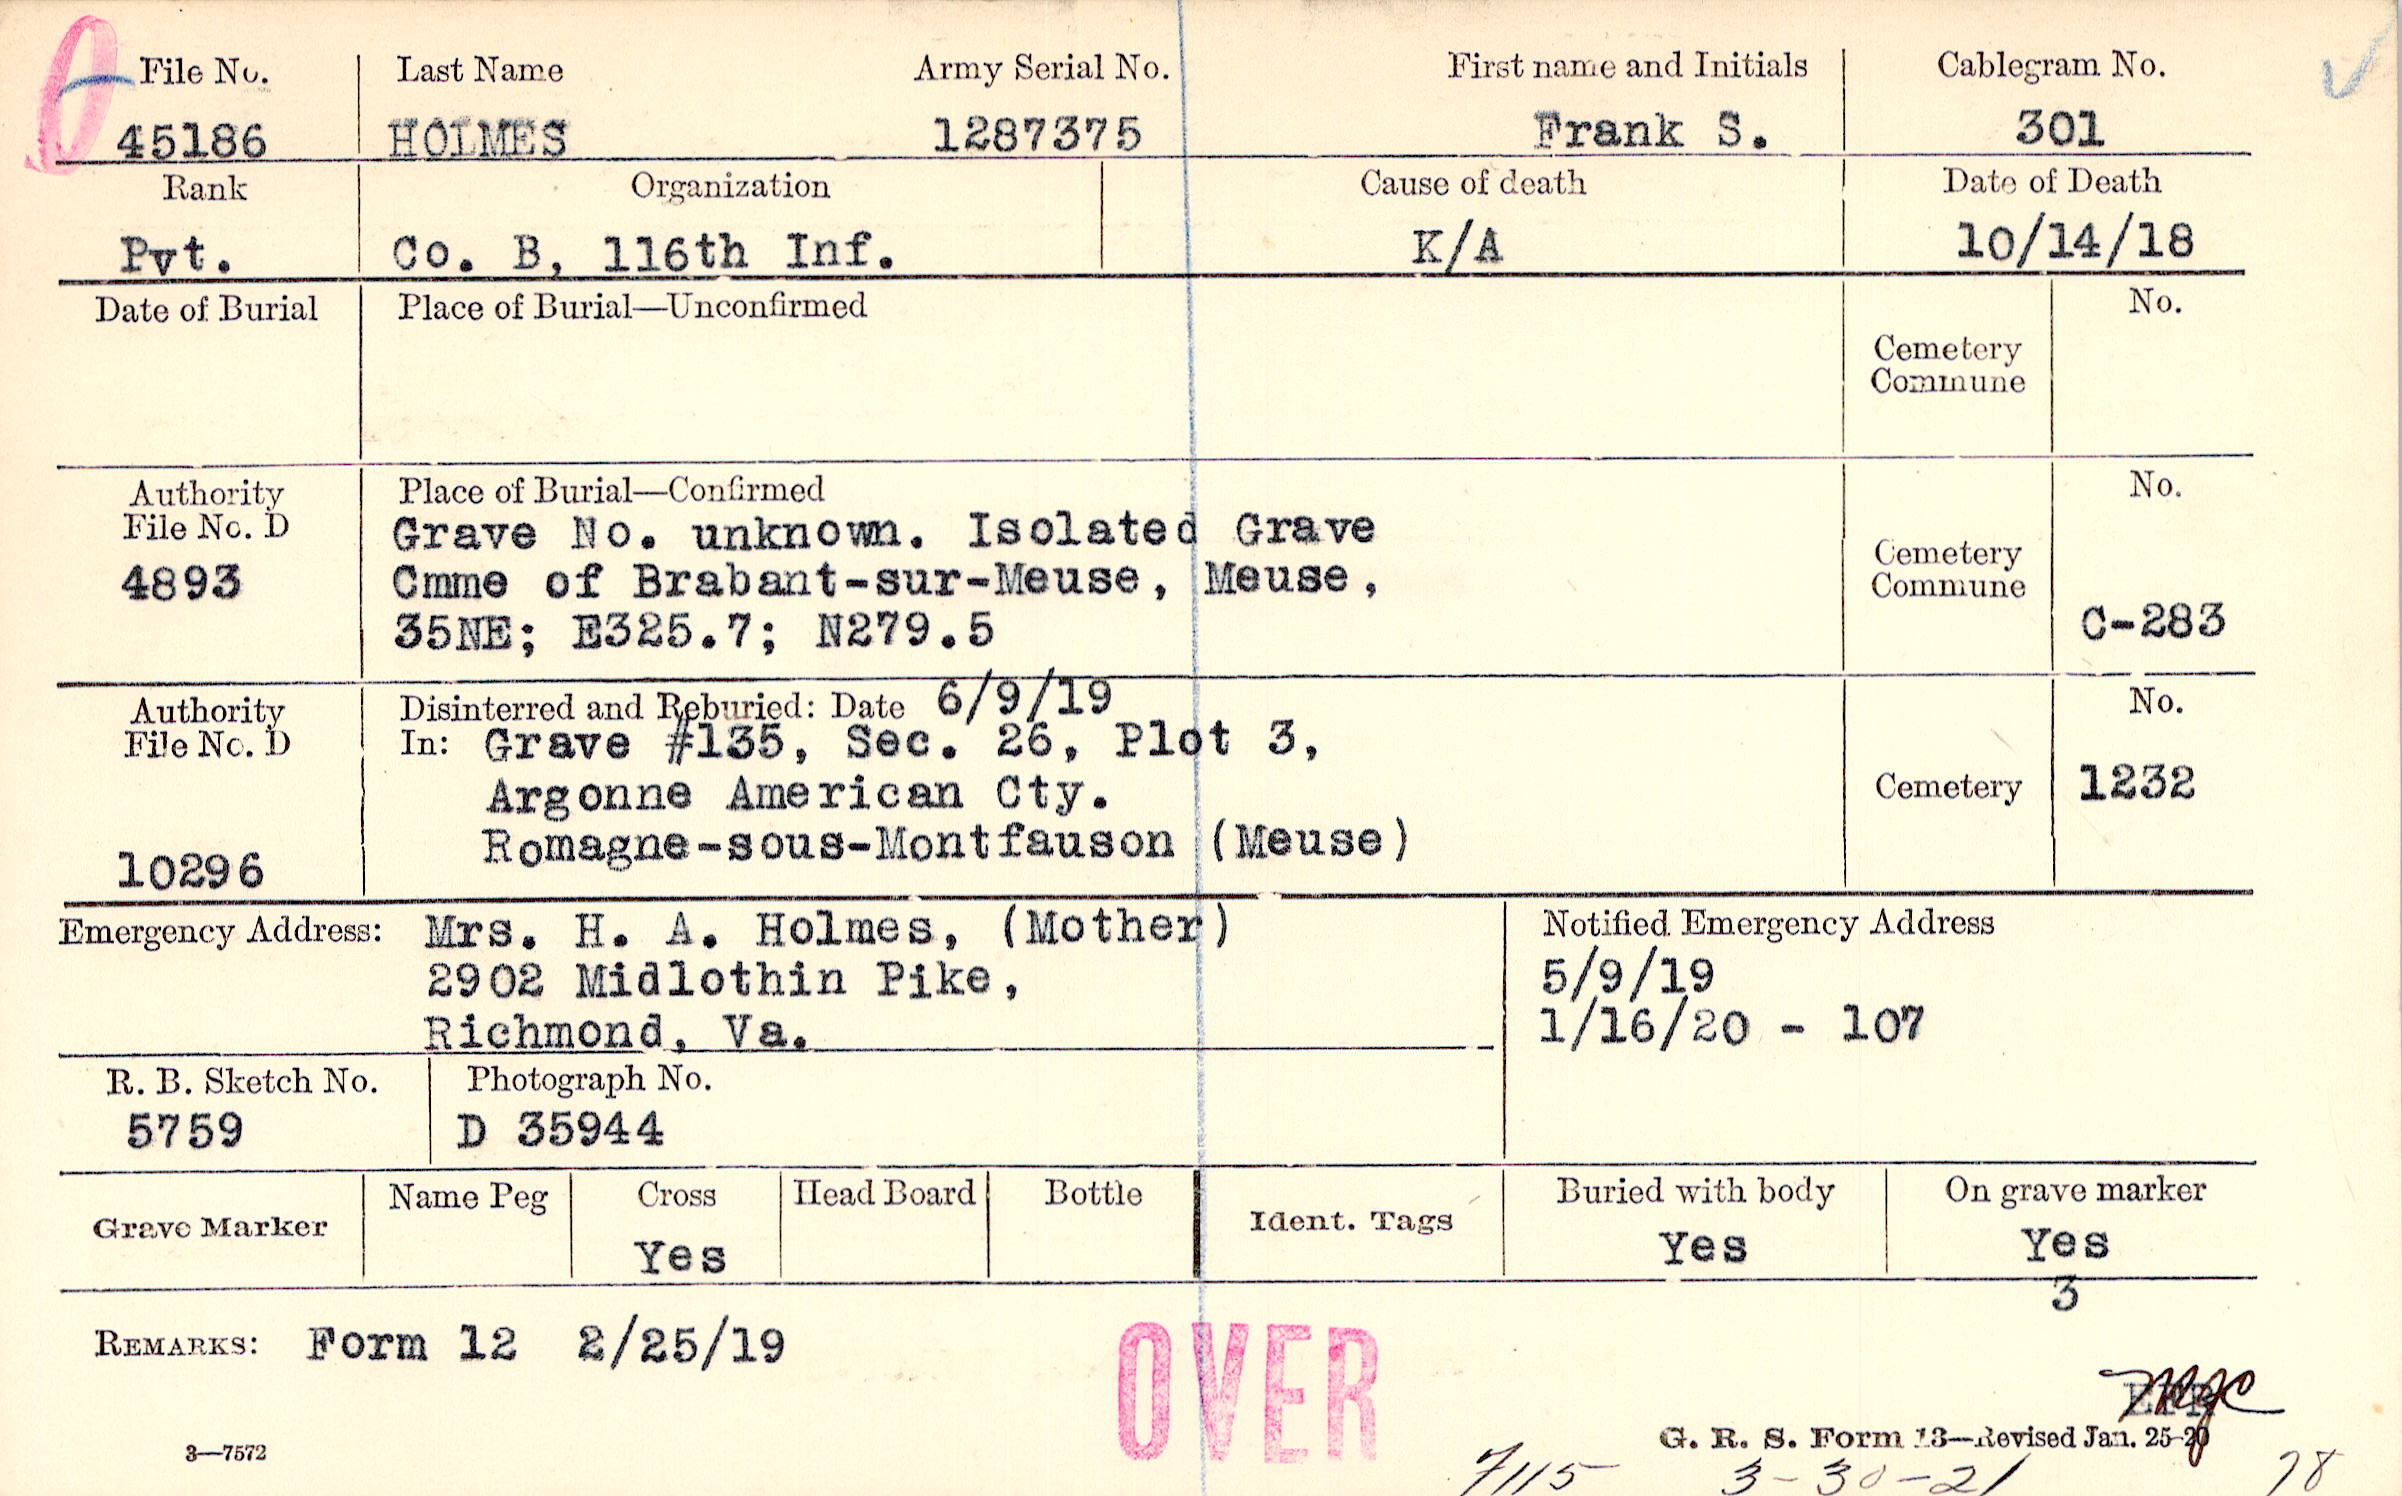 File No. Last Name Army Serial No. First name and Initials Cablegram No.
45186 HOLMES 1287375 Frank S. 301
Rank Organization Cause of death Date of Death
Pvt. Co. B, 116th Inf. K/A 10/14/18
Date of Burial Place of Burial—Unconfirmed No.
Cemetery
Commune
Authority Place of Burial—Confirmed No.
File No. D Grave No. unknown. Isolated Grave
4893 Cmme of Brabant-sur-Meuse, Meuse, Cemetery
Commune
35NE; E325.7; N279.5 C-283
Authority Disinterred and Reburied: Date 6/9/19 No.
File No. D In: Grave #135, Sec. 26, Plot 3,
Argonne American Cty. Cemetery 1232
Romagne-sous-Montfauson (Meuse)
10296
Emergency Address: Mrs. H. A. Holmes, (Mother) Notified Emergency Address
2902 Midlothin Pike, 5/9/19
Richmond, Va. 1/16/20 - 107
R. B. Sketch No. Photograph No.
5759 D 35944
Grave Marker Name Peg Cross Head Board Bottle Ident. Tags Buried with body On grave marker
Yes Yes Yes
3
REMARKS: Form 12 2/25/19
OVER
G. R. S. Form 13—Revised Jan. 25-20
3—7572
7115 3-30-21 78